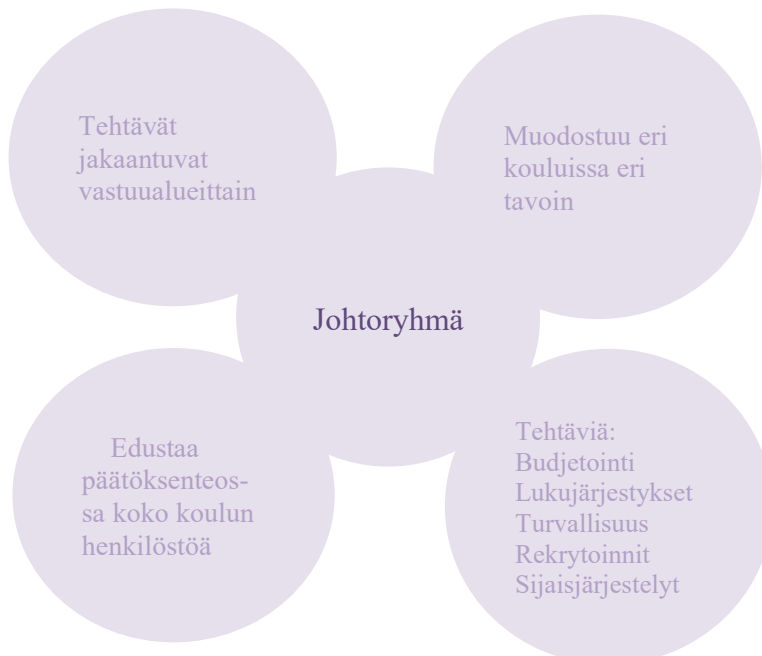 Tehtävät
jakaantuvat
vastuualueittain
Muodostuu eri
kouluissa eri
tavoin
Johtoryhmä
Edustaa
päätöksenteos-
sa koko koulun
henkilöstöä
Tehtäviä:
Budjetointi
Lukujärjestykset
Turvallisuus
Rekrytoinnit
Sijaisjärjestelyt